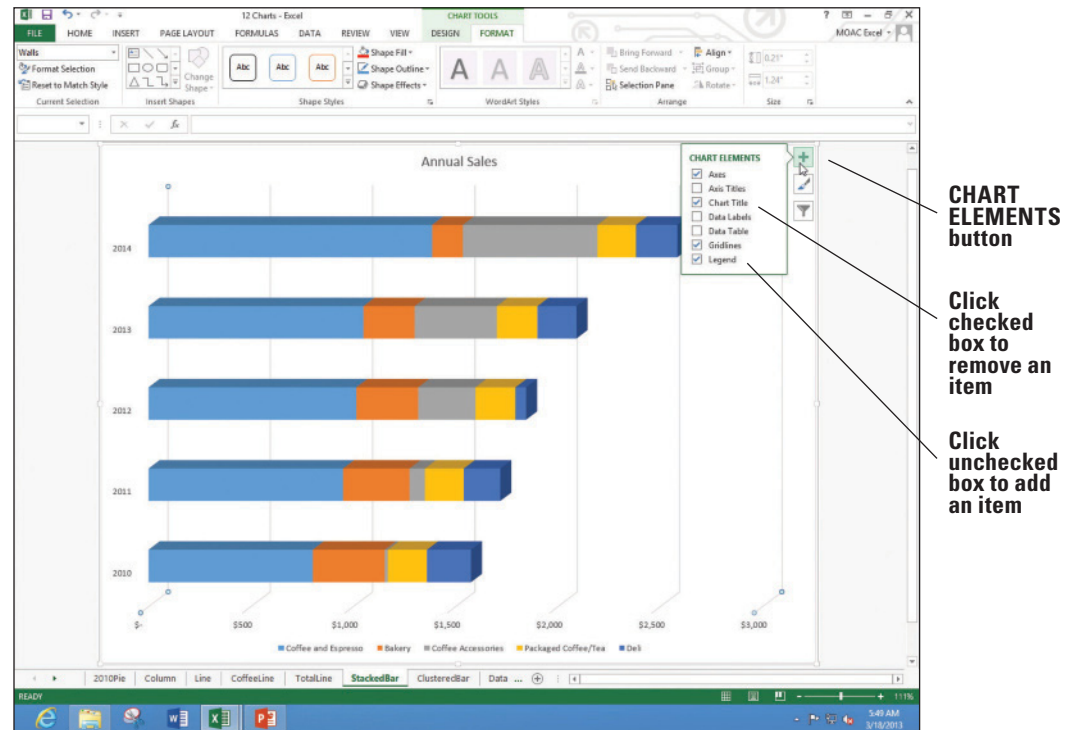 12 Charts - Excel
CHART TOOLS
FILE HOME INSERT PAGE LAYOUT FORMULAS DATA REVIEW VIEW DESIGN FORMAT
MOAC Excel
Walls
Format Selection
Reset to Match Style
Current Selection
Change
Shape
Insert Shapes
Abc Abc Abc
Shape Fill
Shape Outline
Shape Effects
Shape Styles
A A A
WordArt Styles
Bring Forward
Send Backward
Selection Pane
Align
Group
Rotate
Arrange
0.21"
1.24"
Size
fx
Annual Sales
CHART ELEMENTS
Axes
Axis Titles
Chart Title
Data Labels
Data Table
Gridlines
Legend
2014
2013
2012
2011
2010
$- $500 $1,000 $1,500 $2,000 $2,500 $3,000
Coffee and Espresso Bakery Coffee Accessories Packaged Coffee/Tea Deli
2010Pie Column Line CoffeeLine TotalLine StackedBar ClusteredBar Data ...
READY
111%
5:49 AM
3/18/2013
CHART
ELEMENTS
button
Click
checked
box to
remove an
item
Click
unchecked
box to add
an item